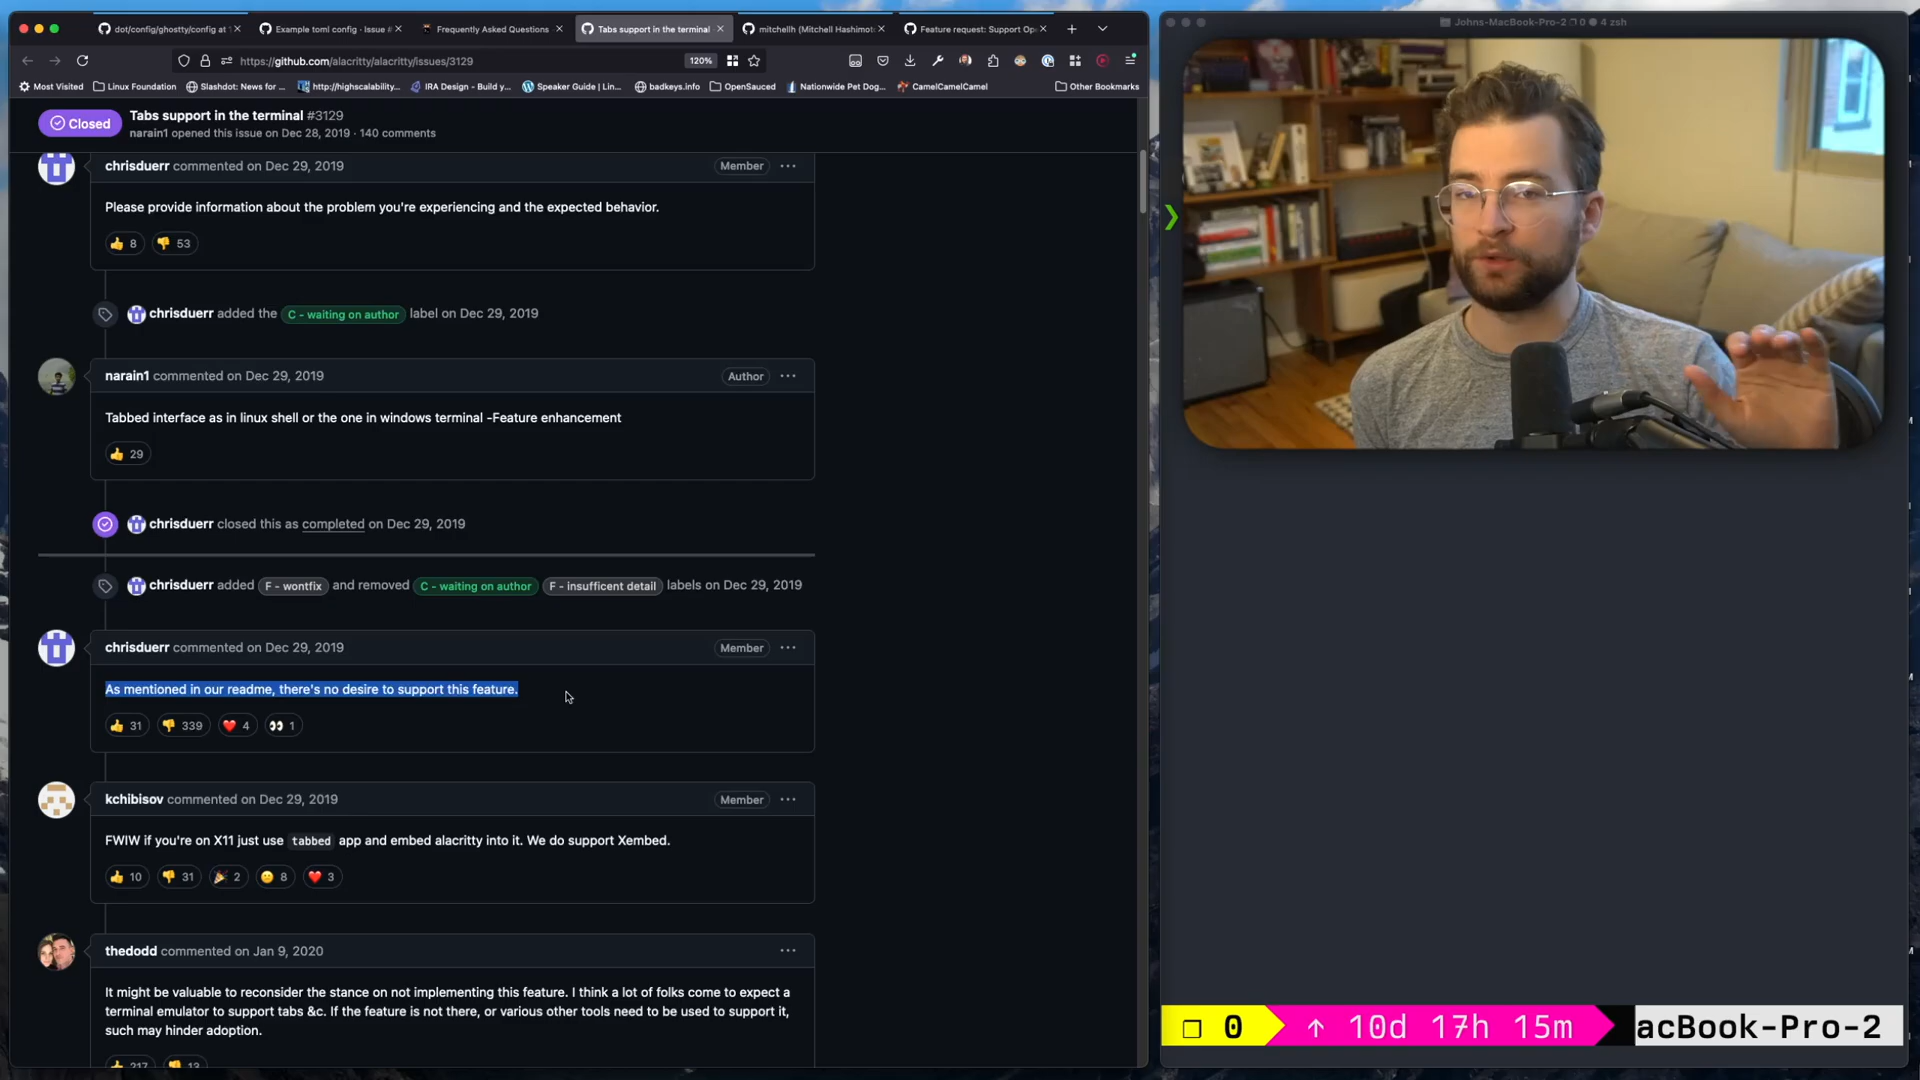 dot/config/ghostty/config at
Example toml config · Issue #
Frequently Asked Questions
Tabs support in the terminal
mitchellh (Mitchell Hashimot
Feature request: Support Op
https://github.com/alacritty/alacritty/issues/3129
120%
Most Visited
Linux Foundation
Slashdot: News for ...
http://highscalability...
IRA Design - Build y...
Speaker Guide | Lin...
badkeys.info
OpenSauced
Nationwide Pet Dog...
CamelCamelCamel
Other Bookmarks
Closed
Tabs support in the terminal #3129
narain1 opened this issue on Dec 28, 2019 · 140 comments
chrisduerr commented on Dec 29, 2019
Member
Please provide information about the problem you're experiencing and the expected behavior.
8 53
chrisduerr added the C - waiting on author label on Dec 29, 2019
narain1 commented on Dec 29, 2019
Author
Tabbed interface as in linux shell or the one in windows terminal -Feature enhancement
29
chrisduerr closed this as completed on Dec 29, 2019
chrisduerr added F - wontfix and removed C - waiting on author F - insufficent detail labels on Dec 29, 2019
chrisduerr commented on Dec 29, 2019
Member
As mentioned in our readme, there's no desire to support this feature.
31 339 4 1
kchibisov commented on Dec 29, 2019
Member
FWIW if you're on X11 just use tabbed app and embed alacritty into it. We do support Xembed.
10 31 2 8 3
thedodd commented on Jan 9, 2020
It might be valuable to reconsider the stance on not implementing this feature. I think a lot of folks come to expect a
terminal emulator to support tabs &c. If the feature is not there, or various other tools need to be used to support it,
such may hinder adoption.
217 13
Johns-MacBook-Pro-2 ❐ 0 ● 4 zsh
❯
❐ 0
↑ 10d 17h 15m
acBook-Pro-2